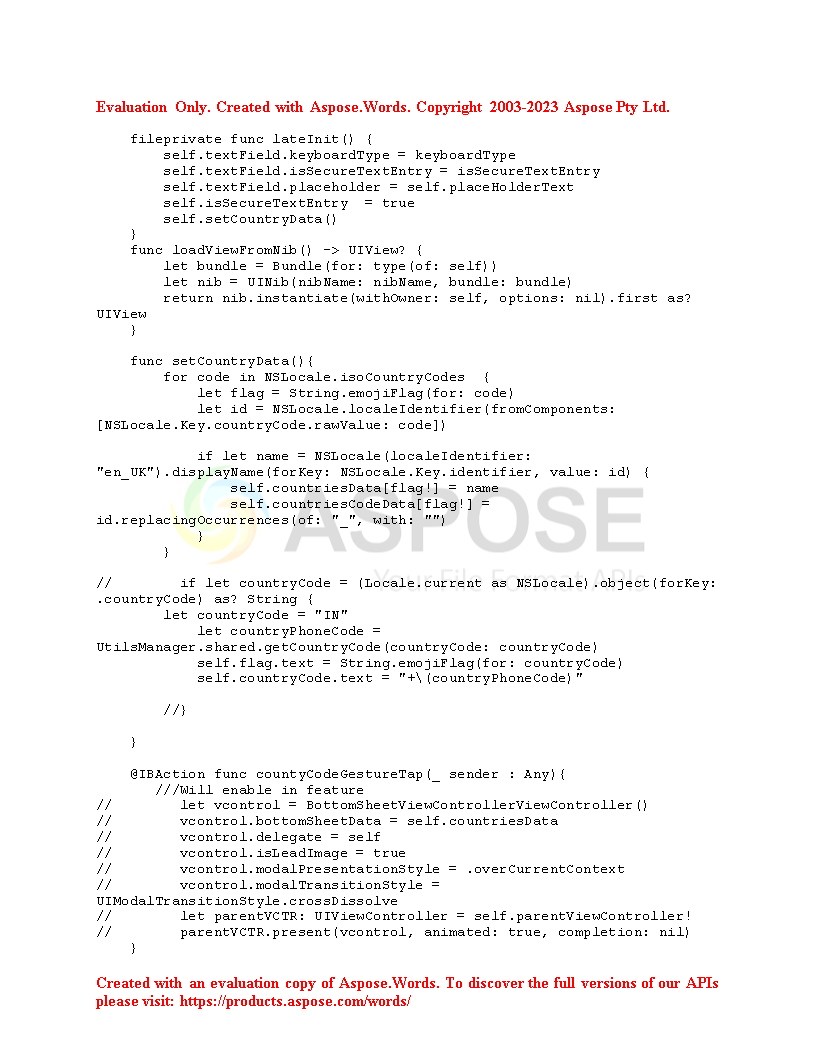 Evaluation Only. Created with Aspose.Words. Copyright 2003-2023 Aspose Pty Ltd.
    fileprivate func lateInit() {
        self.textField.keyboardType = keyboardType
        self.textField.isSecureTextEntry = isSecureTextEntry
        self.textField.placeholder = self.placeHolderText
        self.isSecureTextEntry  = true
        self.setCountryData()
    }
    func loadViewFromNib() -> UIView? {
        let bundle = Bundle(for: type(of: self))
        let nib = UINib(nibName: nibName, bundle: bundle)
        return nib.instantiate(withOwner: self, options: nil).first as?
UIView
    }
    func setCountryData(){
        for code in NSLocale.isoCountryCodes  {
            let flag = String.emojiFlag(for: code)
            let id = NSLocale.localeIdentifier(fromComponents:
[NSLocale.Key.countryCode.rawValue: code])
            if let name = NSLocale(localeIdentifier:
"en_UK").displayName(forKey: NSLocale.Key.identifier, value: id) {
                self.countriesData[flag!] = name
                self.countriesCodeData[flag!] =
id.replacingOccurrences(of: "_", with: "")
            }
        }
ASPOSE
Your File Format APIs
//        if let countryCode = (Locale.current as NSLocale).object(forKey:
.countryCode) as? String {
        let countryCode = "IN"
            let countryPhoneCode =
UtilsManager.shared.getCountryCode(countryCode: countryCode)
            self.flag.text = String.emojiFlag(for: countryCode)
            self.countryCode.text = "+\(countryPhoneCode)"
        //}
    }
    @IBAction func countyCodeGestureTap(_ sender : Any){
       ///Will enable in feature
//        let vcontrol = BottomSheetViewControllerViewController()
//        vcontrol.bottomSheetData = self.countriesData
//        vcontrol.delegate = self
//        vcontrol.isLeadImage = true
//        vcontrol.modalPresentationStyle = .overCurrentContext
//        vcontrol.modalTransitionStyle =
UIModalTransitionStyle.crossDissolve
//        let parentVCTR: UIViewController = self.parentViewController!
//        parentVCTR.present(vcontrol, animated: true, completion: nil)
    }
Created with an evaluation copy of Aspose.Words. To discover the full versions of our APIs
please visit: https://products.aspose.com/words/